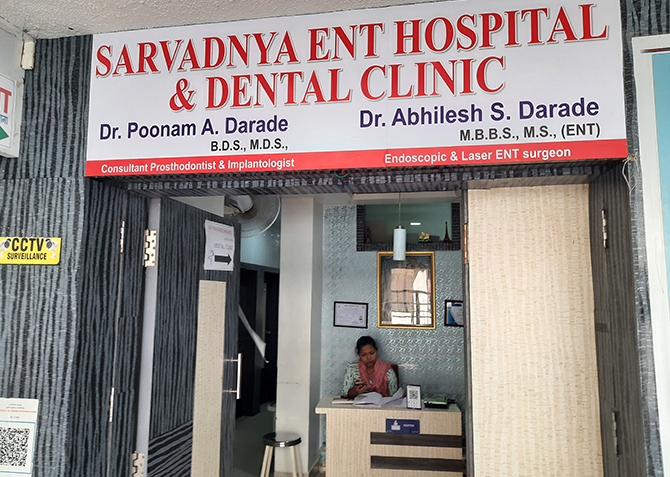 SARVADNYA ENT HOSPITAL
& DENTAL CLINIC
Dr. Poonam A. Darade
B.D.S., M.D.S.,
Consultant Prosthodontist & Implantologist
Dr. Abhilesh S. Darade
M.B.B.S., M.S., (ENT)
Endoscopic & Laser ENT surgeon
CCTV
SURVEILLANCE